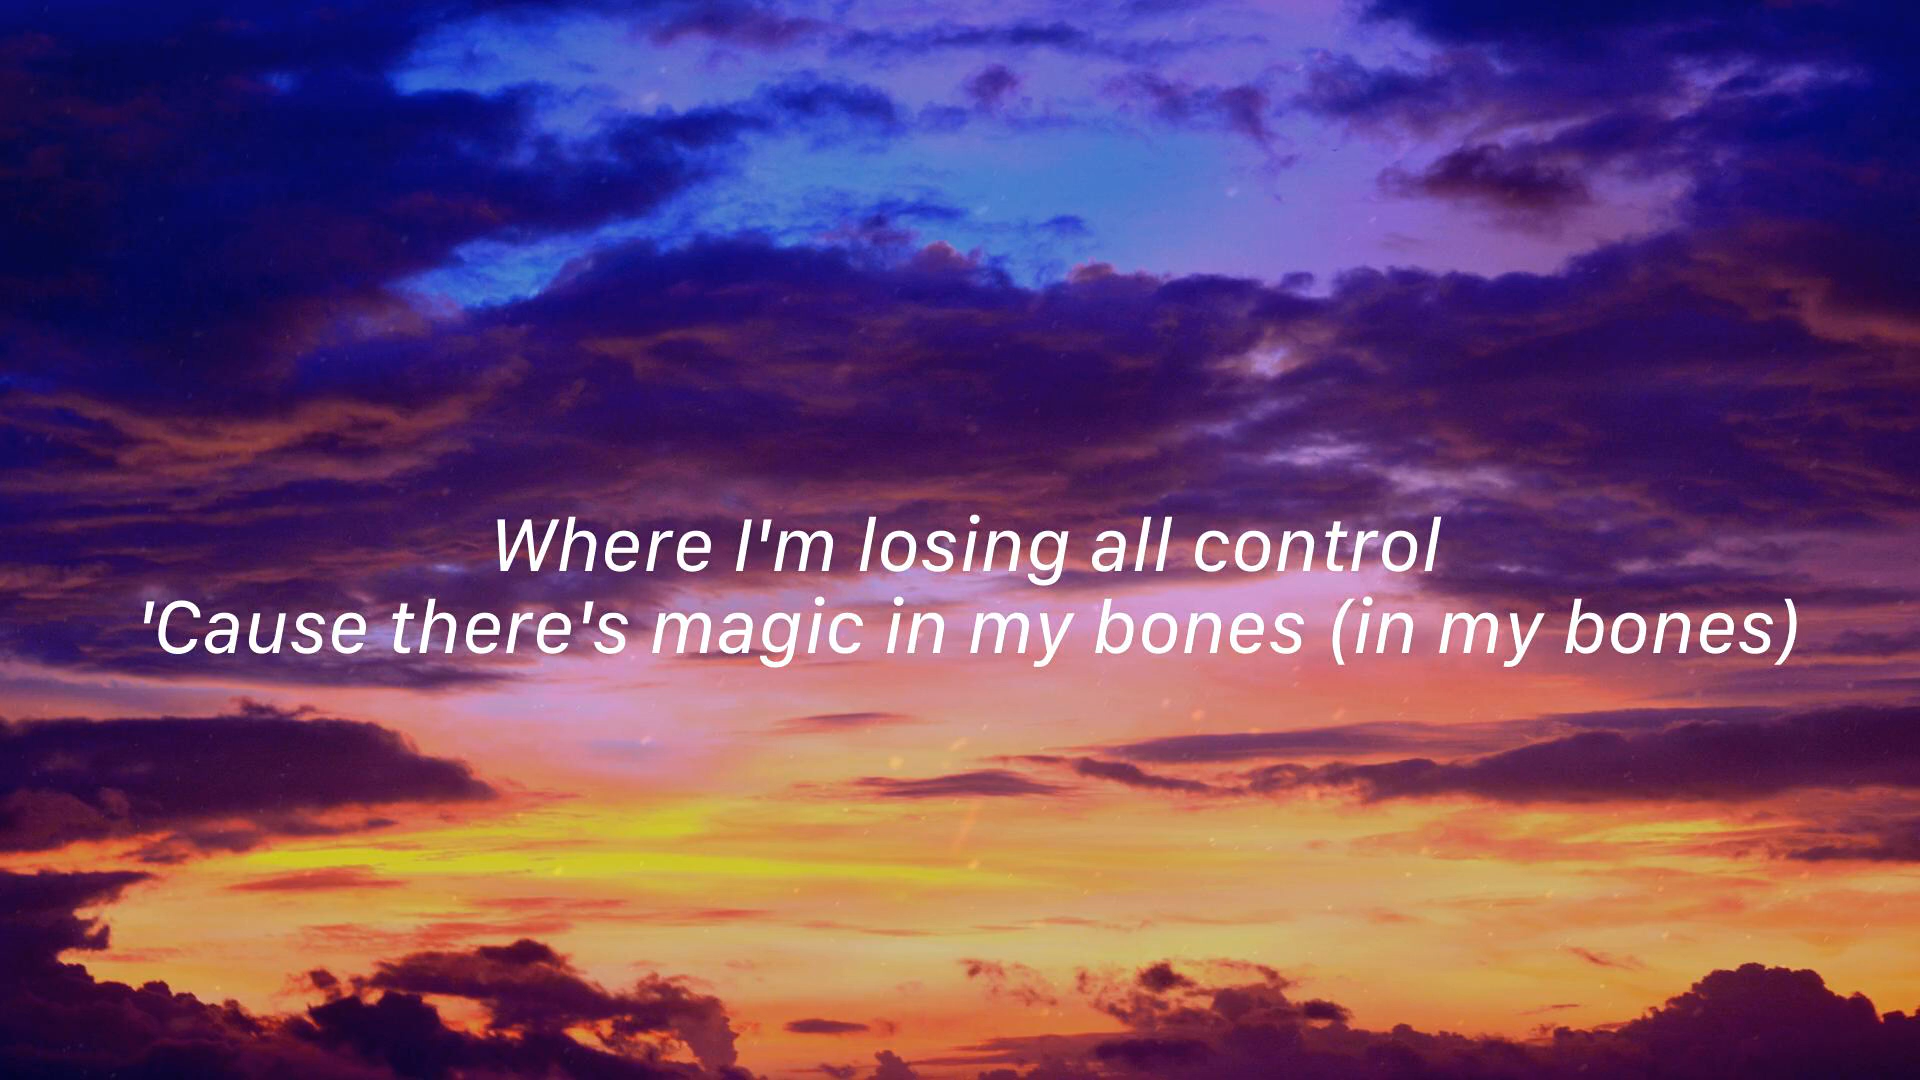 Where I'm losing all control
'Cause there's magic in my bones (in my bones)